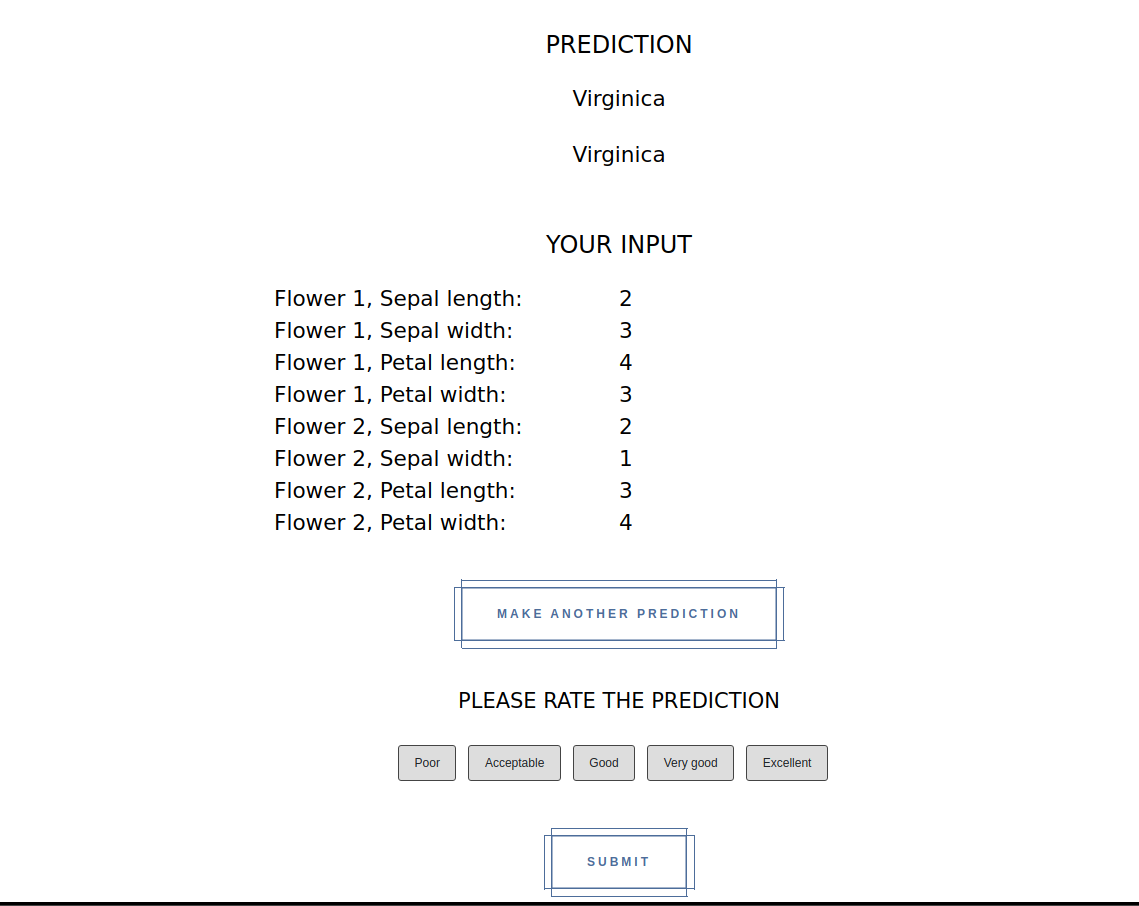 PREDICTION
Virginica
Virginica
YOUR INPUT
Flower 1, Sepal length: 2
Flower 1, Sepal width: 3
Flower 1, Petal length: 4
Flower 1, Petal width: 3
Flower 2, Sepal length: 2
Flower 2, Sepal width: 1
Flower 2, Petal length: 3
Flower 2, Petal width: 4
MAKE ANOTHER PREDICTION
PLEASE RATE THE PREDICTION
Poor Acceptable Good Very good Excellent
SUBMIT